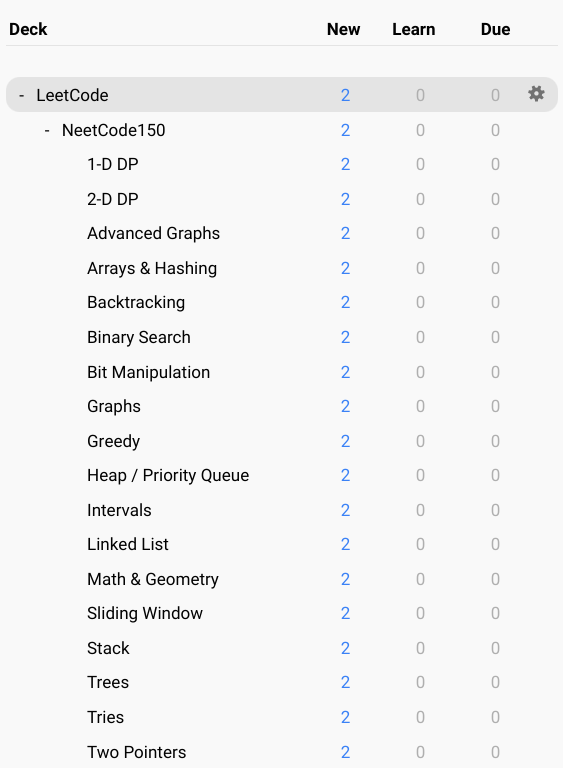 Deck New Learn Due
- LeetCode 2 0 0
- NeetCode150 2 0 0
1-D DP 2 0 0
2-D DP 2 0 0
Advanced Graphs 2 0 0
Arrays & Hashing 2 0 0
Backtracking 2 0 0
Binary Search 2 0 0
Bit Manipulation 2 0 0
Graphs 2 0 0
Greedy 2 0 0
Heap / Priority Queue 2 0 0
Intervals 2 0 0
Linked List 2 0 0
Math & Geometry 2 0 0
Sliding Window 2 0 0
Stack 2 0 0
Trees 2 0 0
Tries 2 0 0
Two Pointers 2 0 0